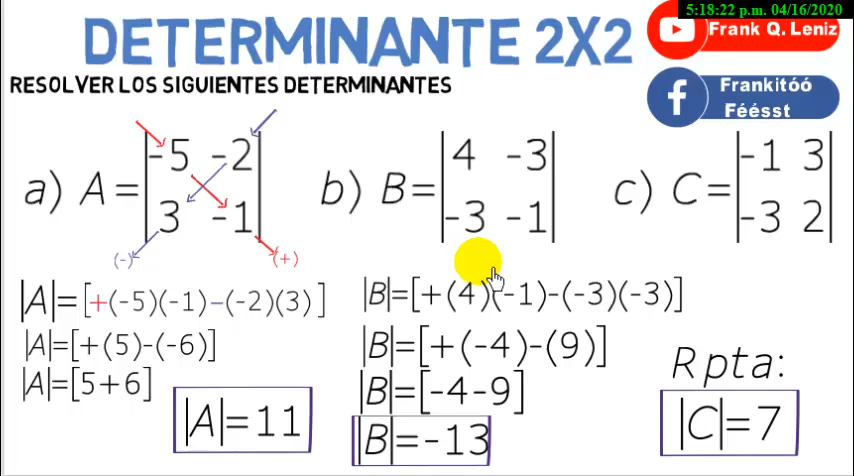 5:18:22 p.m. 04/16/2020
DETERMINANTE 2X2
Frank Q. Leniz
RESOLVER LOS SIGUIENTES DETERMINANTES
Frankitóó
Féésst
a) A=|-5 -2|
|3 -1|
(-) (+)
b) B=|4 -3|
|-3 -1|
c) C=|-1 3|
|-3 2|
|A|=[+(-5)(-1)-(-2)(3)]
|A|=[+(5)-(-6)]
|A|=[5+6]
|A|=11
|B|=[+(4)(-1)-(-3)(-3)]
|B|=[+(-4)-(9)]
|B|=[-4-9]
|B|=-13
Rpta:
|C|=7